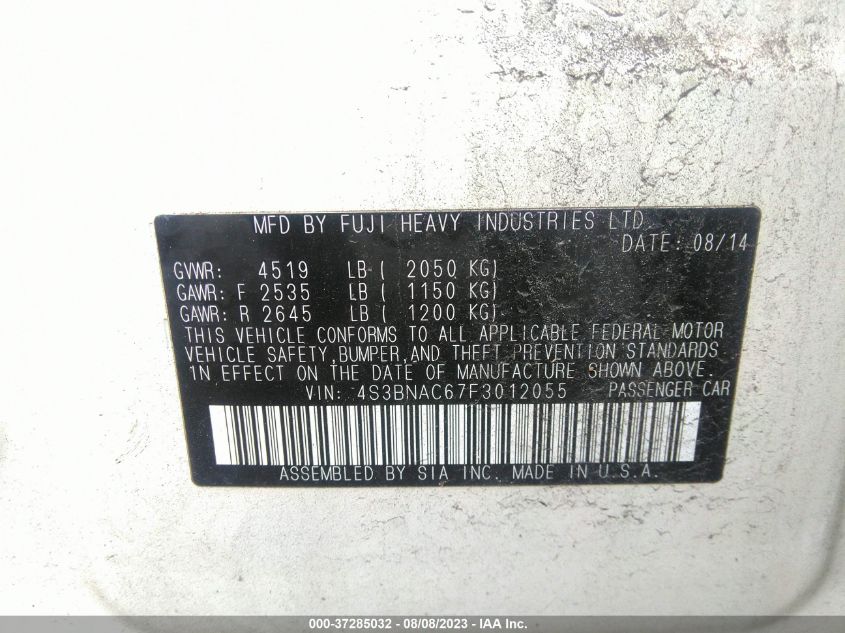 MFD BY FUJI HEAVY INDUSTRIES LTD
DATE: 08/14
GVWR: 4519 LB ( 2050 KG)
GAWR: F 2535 LB ( 1150 KG)
GAWR: R 2645 LB ( 1200 KG)
THIS VEHICLE CONFORMS TO ALL APPLICABLE FEDERAL MOTOR
VEHICLE SAFETY, BUMPER, AND THEFT PREVENTION STANDARDS
IN EFFECT ON THE DATE OF MANUFACTURE SHOWN ABOVE.
VIN: 4S3BNAC67F3012055 PASSENGER CAR
ASSEMBLED BY SIA INC. MADE IN U.S.A.
000-37285032 - 08/08/2023 - IAA Inc.